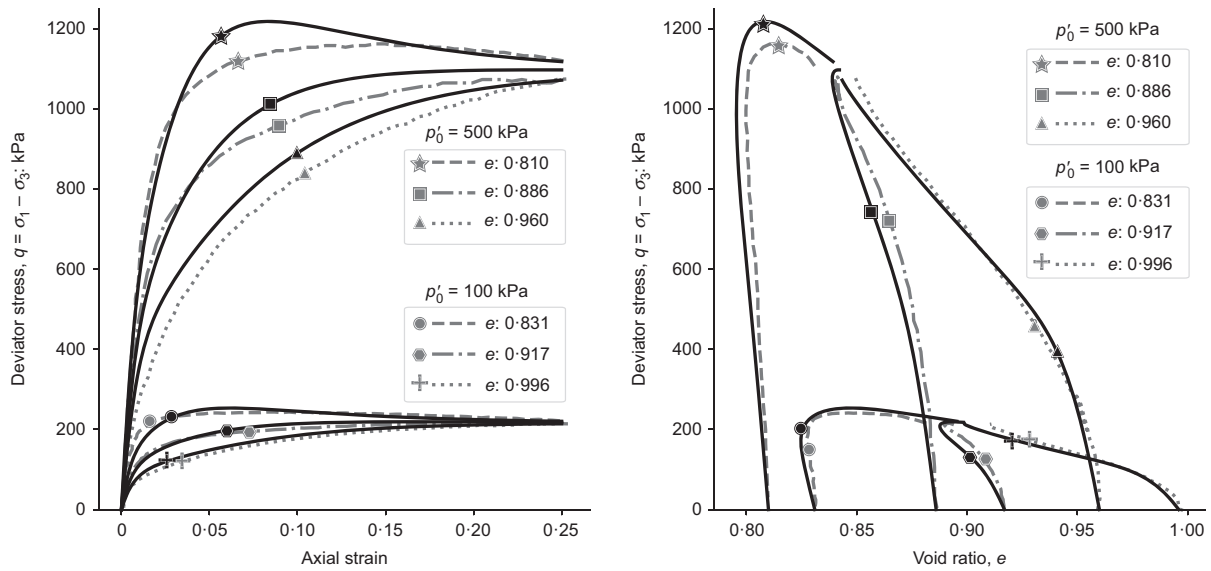 1200
1000
800
600
400
200
0
Deviator stress, q = σ1 − σ3: kPa
p′0 = 500 kPa
e: 0·810
e: 0·886
e: 0·960
p′0 = 100 kPa
e: 0·831
e: 0·917
e: 0·996
0 0·05 0·10 0·15 0·20 0·25
Axial strain
1200
1000
800
600
400
200
0
Deviator stress, q = σ1 − σ3: kPa
p′0 = 500 kPa
e: 0·810
e: 0·886
e: 0·960
p′0 = 100 kPa
e: 0·831
e: 0·917
e: 0·996
0·80 0·85 0·90 0·95 1·00
Void ratio, e